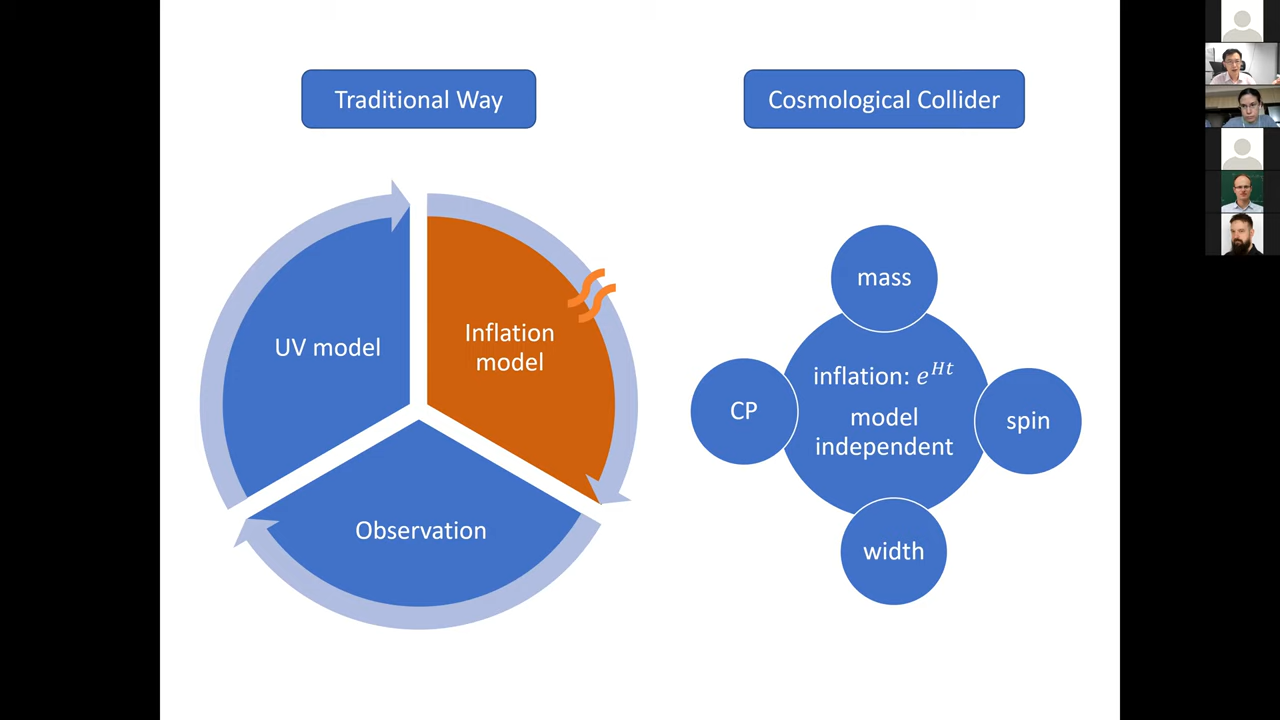 Traditional Way
Cosmological Collider
UV model
Inflation
model
Observation
mass
CP
inflation: e^{Ht}
model
independent
spin
width